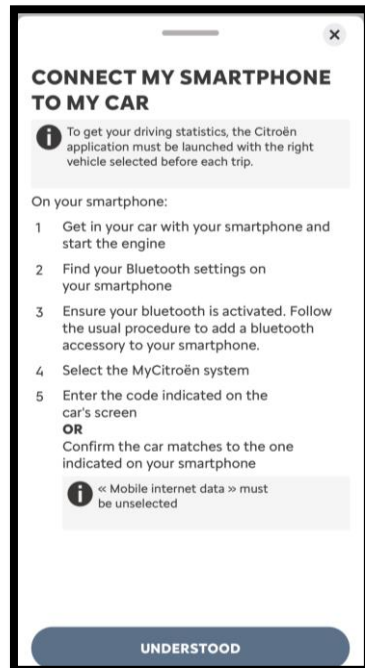 CONNECT MY SMARTPHONE
TO MY CAR
To get your driving statistics, the Citroën
application must be launched with the right
vehicle selected before each trip.
On your smartphone:
1 Get in your car with your smartphone and
start the engine
2 Find your Bluetooth settings on
your smartphone
3 Ensure your bluetooth is activated. Follow
the usual procedure to add a bluetooth
accessory to your smartphone.
4 Select the MyCitroën system
5 Enter the code indicated on the
car's screen
OR
Confirm the car matches to the one
indicated on your smartphone
« Mobile internet data » must
be unselected
UNDERSTOOD